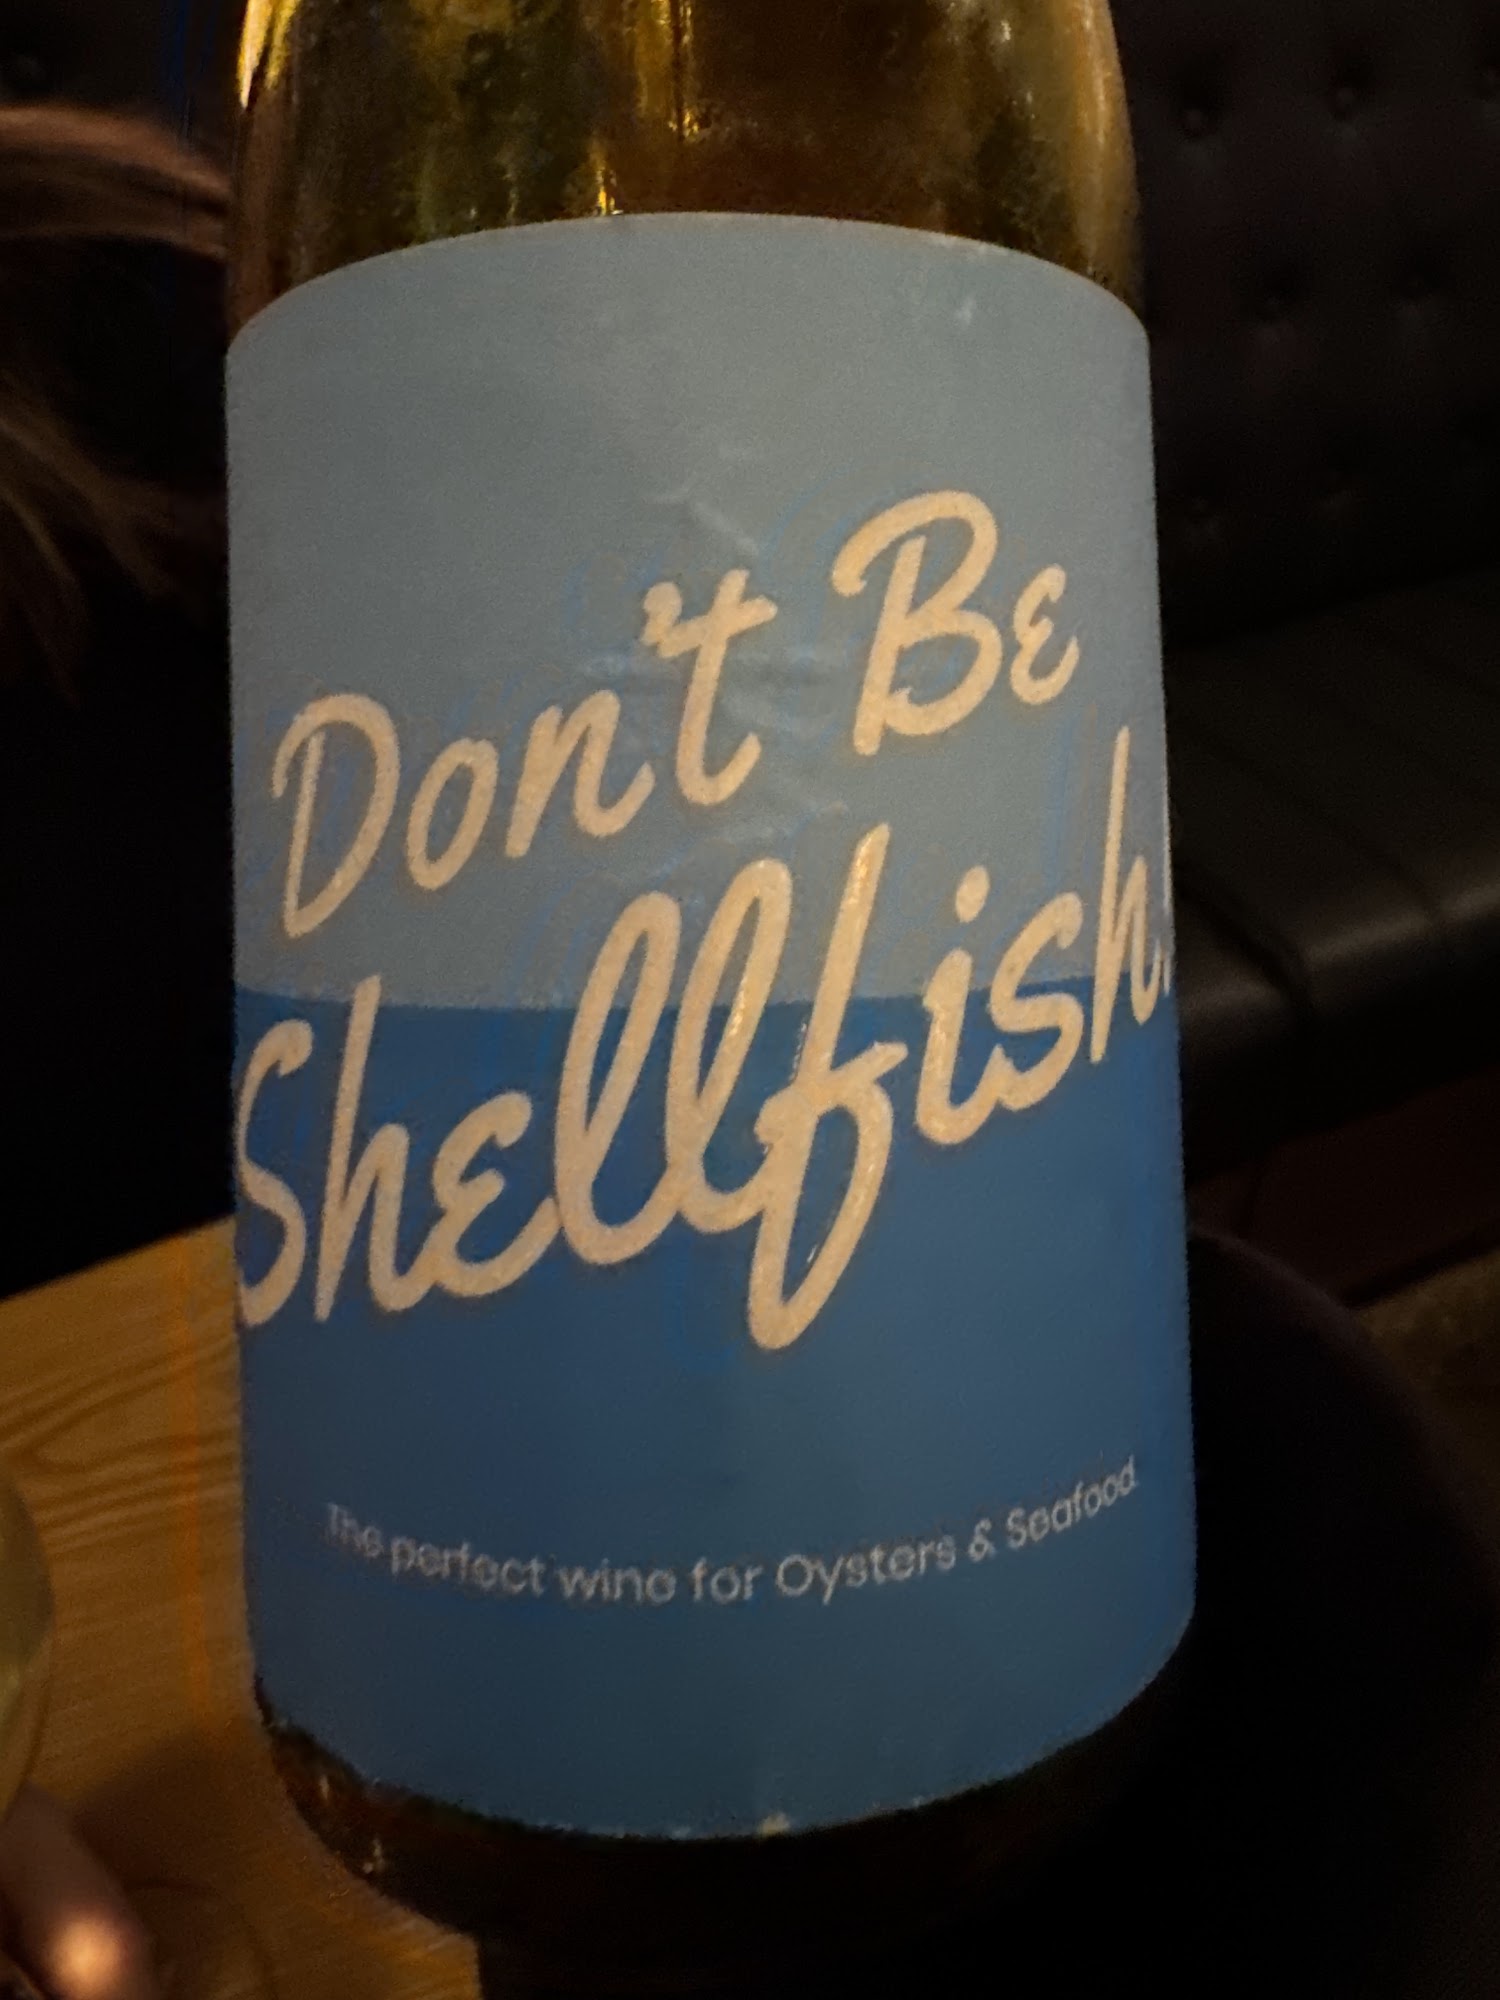 Don't Be
Shellfish.
The perfect wine for Oysters & Seafood